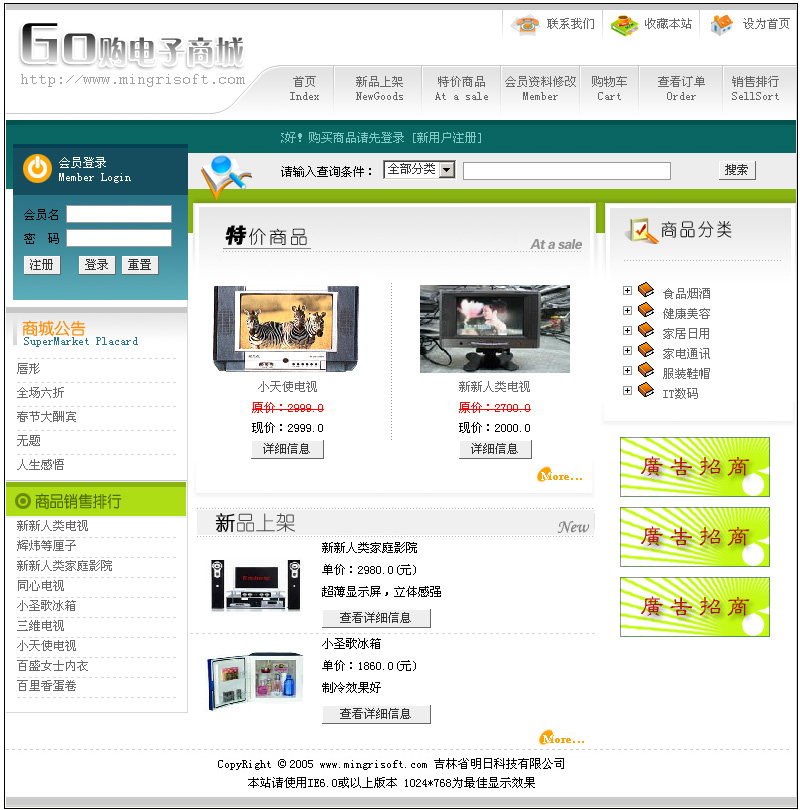 GO购电子商城
http://www.mingrisoft.com
联系我们 收藏本站 设为首页
首页 新品上架 特价商品 会员资料修改 购物车 查看订单 销售排行
Index NewGoods At a sale Member Cart Order SellSort
好! 购买商品请先登录 [新用户注册]
会员登录
Member Login
请输入查询条件： 全部分类 搜索
会员名
密 码
注册 登录 重置
商城公告
SuperMarket Placard
唇形
全场六折
春节大酬宾
无题
人生感悟
商品销售排行
新新人类电视
辉炜等厘子
新新人类家庭影院
同心电视
小圣歌冰箱
三维电视
小天使电视
百盛女士内衣
百里香蛋卷
特价商品
At a sale
小天使电视 新新人类电视
原价：2999.0 原价：2700.0
现价：2999.0 现价：2000.0
详细信息 详细信息
More...
新品上架
New
新新人类家庭影院
单价：2980.0(元)
超薄显示屏，立体感强
查看详细信息
小圣歌冰箱
单价：1860.0(元)
制冷效果好
查看详细信息
More...
商品分类
食品烟酒
健康美容
家居日用
家电通讯
服装鞋帽
IT数码
廣告招商
廣告招商
廣告招商
CopyRight © 2005 www.mingrisoft.com 吉林省明日科技有限公司
本站请使用IE6.0或以上版本 1024*768为最佳显示效果